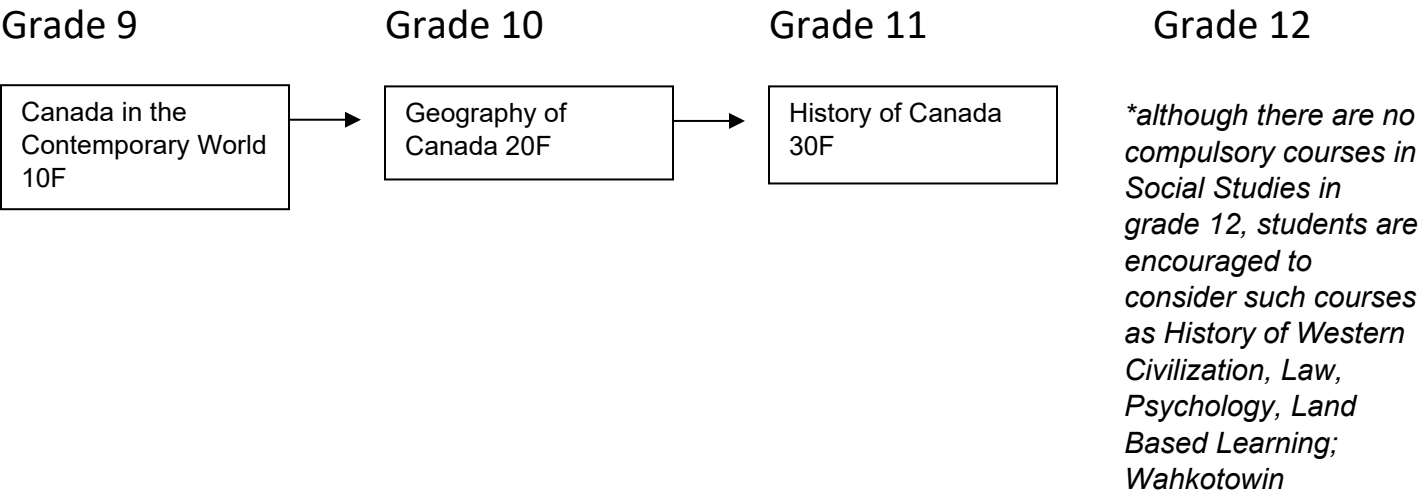 Grade 9
Grade 10
Grade 11
Grade 12
Canada in the
Contemporary World
10F
Geography of
Canada 20F
History of Canada
30F
*although there are no
compulsory courses in
Social Studies in
grade 12, students are
encouraged to
consider such courses
as History of Western
Civilization, Law,
Psychology, Land
Based Learning;
Wahkotowin